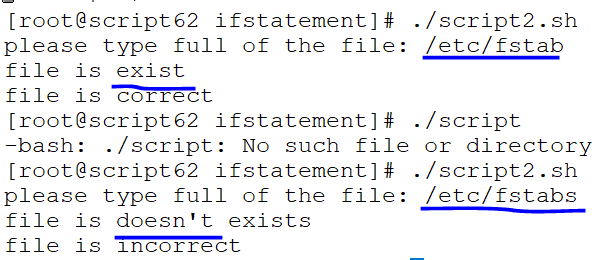 [root@script62 ifstatement]# ./script2.sh
please type full of the file: /etc/fstab
file is exist
file is correct
[root@script62 ifstatement]# ./script
-bash: ./script: No such file or directory
[root@script62 ifstatement]# ./script2.sh
please type full of the file: /etc/fstabs
file is doesn't exists
file is incorrect